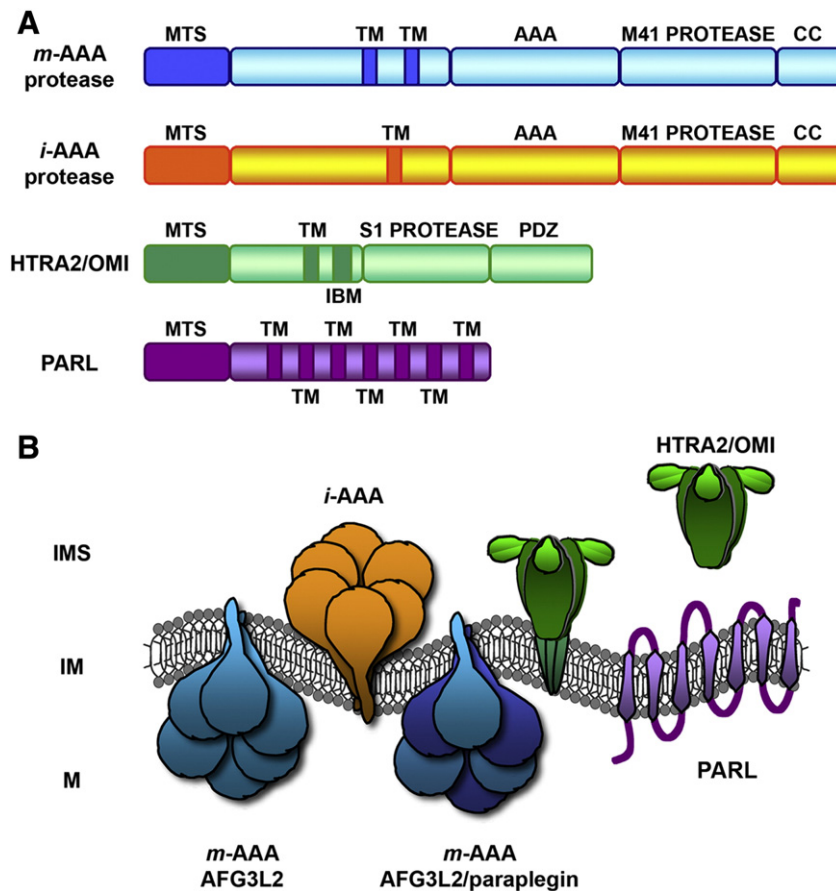 A
MTS TM TM AAA M41 PROTEASE CC
m-AAA
protease
MTS TM AAA M41 PROTEASE CC
i-AAA
protease
MTS TM S1 PROTEASE PDZ
HTRA2/OMI
IBM
MTS TM TM TM TM
PARL
TM TM TM
B
HTRA2/OMI
i-AAA
IMS
IM
PARL
M
m-AAA
AFG3L2
m-AAA
AFG3L2/paraplegin